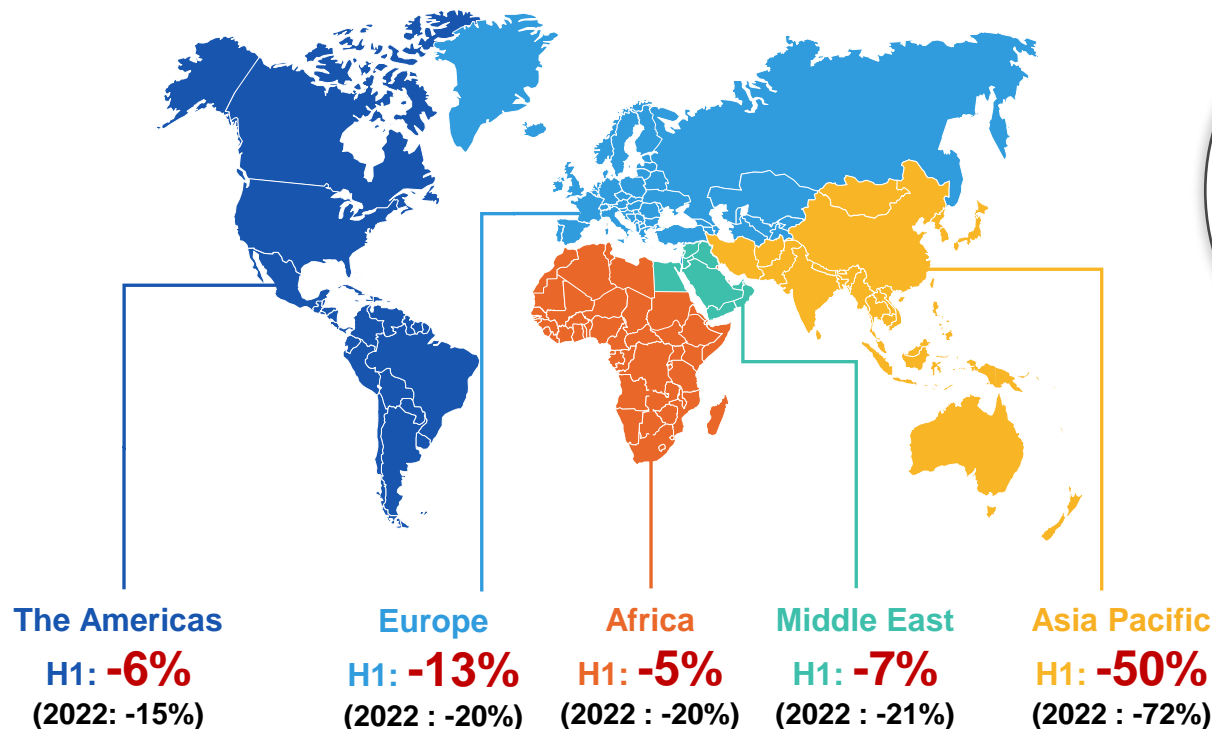 The Americas
H1: -6%
(2022: -15%)
Europe
H1: -13%
(2022 : -20%)
Africa
H1: -5%
(2022 : -20%)
Middle East
H1: -7%
(2022 : -21%)
Asia Pacific
H1: -50%
(2022 : -72%)